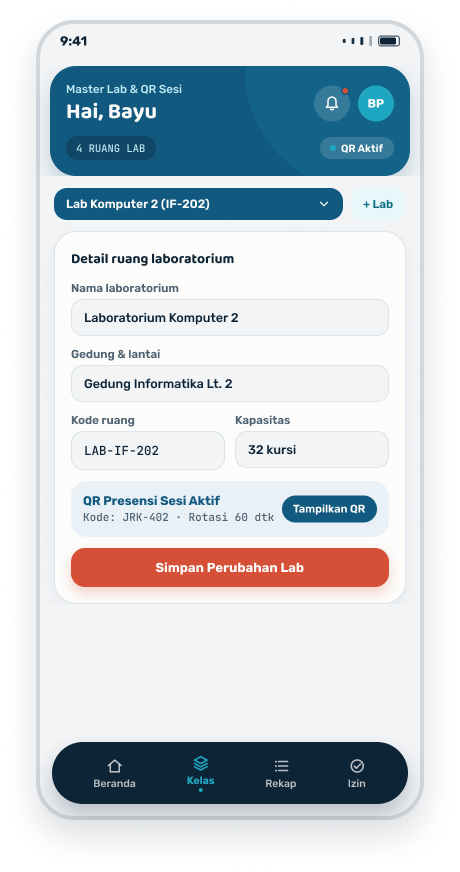 9:41
Master Lab & QR Sesi
Hai, Bayu
BP
4 RUANG LAB
QR Aktif
Lab Komputer 2 (IF-202)
+ Lab
Detail ruang laboratorium
Nama laboratorium
Laboratorium Komputer 2
Gedung & lantai
Gedung Informatika Lt. 2
Kode ruang
Kapasitas
LAB-IF-202
32 kursi
QR Presensi Sesi Aktif
Kode: JRK-402 · Rotasi 60 dtk
Tampilkan QR
Simpan Perubahan Lab
Beranda
Kelas
Rekap
Izin